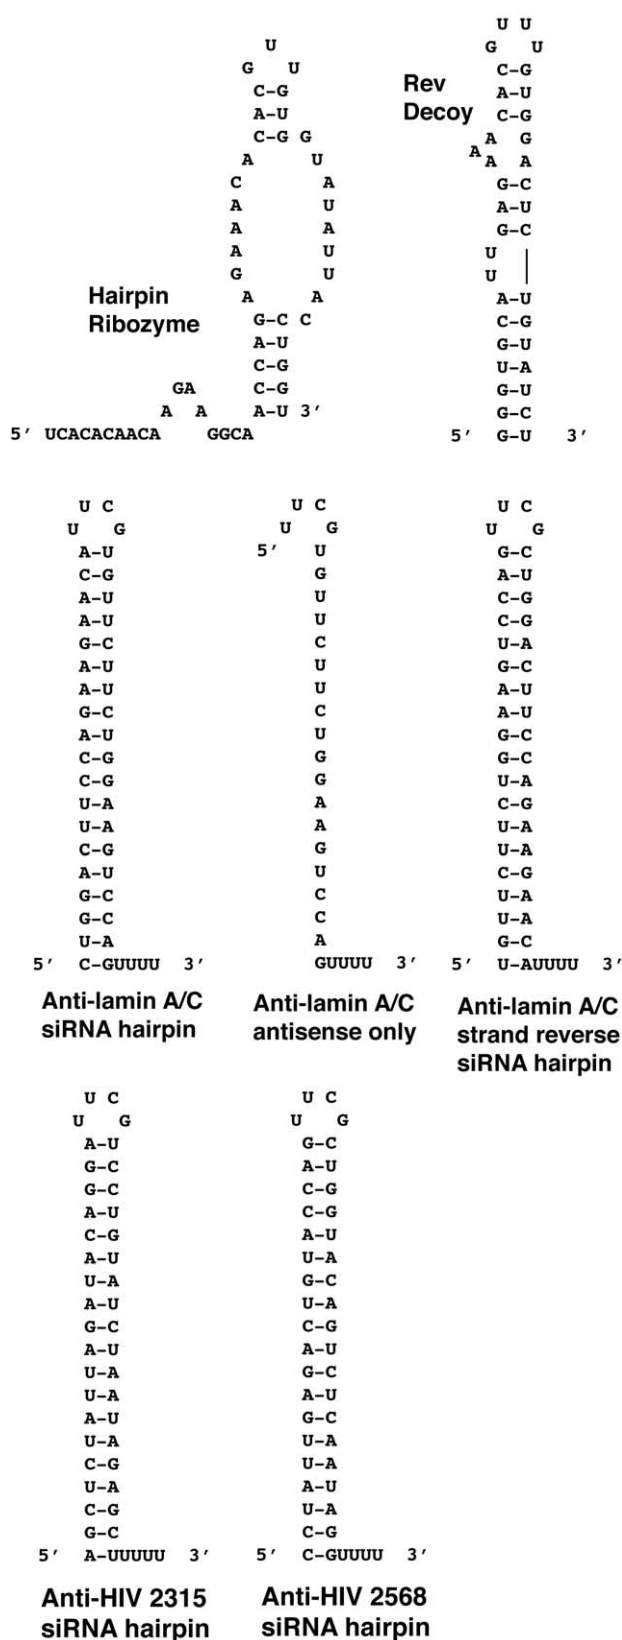 U
G U
C-G
A-U
C-G G
A U
C A
A U
A A
A U
G U
A A
Hairpin
Ribozyme
G-C C
A-U
C-G
GA
C-G
A A A-U 3′
5′ UCACACAACA GGCA
U U
G U
C-G
Rev
Decoy
A-U
C-G
A G
A A A
G-C
A-U
G-C
U
U
A-U
C-G
G-U
U-A
G-U
G-C
5′ G-U 3′
U C
U G
A-U
C-G
A-U
A-U
G-C
A-U
A-U
G-C
A-U
C-G
C-G
U-A
U-A
C-G
A-U
G-C
G-C
U-A
5′ C-GUUUU 3′
Anti-lamin A/C
siRNA hairpin
U C
U G
5′ U
G
U
U
C
U
U
C
U
G
G
A
A
G
U
C
C
A
GUUUU 3′
Anti-lamin A/C
antisense only
U C
U G
G-C
A-U
C-G
C-G
U-A
G-C
A-U
A-U
G-C
G-C
U-A
C-G
U-A
U-A
C-G
U-A
U-A
G-C
5′ U-AUUUU 3′
Anti-lamin A/C
strand reverse
siRNA hairpin
U C
U G
A-U
G-C
G-C
A-U
C-G
A-U
U-A
A-U
G-C
A-U
U-A
U-A
A-U
U-A
C-G
U-A
C-G
G-C
5′ A-UUUUU 3′
Anti-HIV 2315
siRNA hairpin
U C
U G
G-C
A-U
C-G
C-G
A-U
U-A
G-C
U-A
C-G
A-U
G-C
A-U
G-C
U-A
U-A
A-U
U-A
C-G
5′ C-GUUUU 3′
Anti-HIV 2568
siRNA hairpin